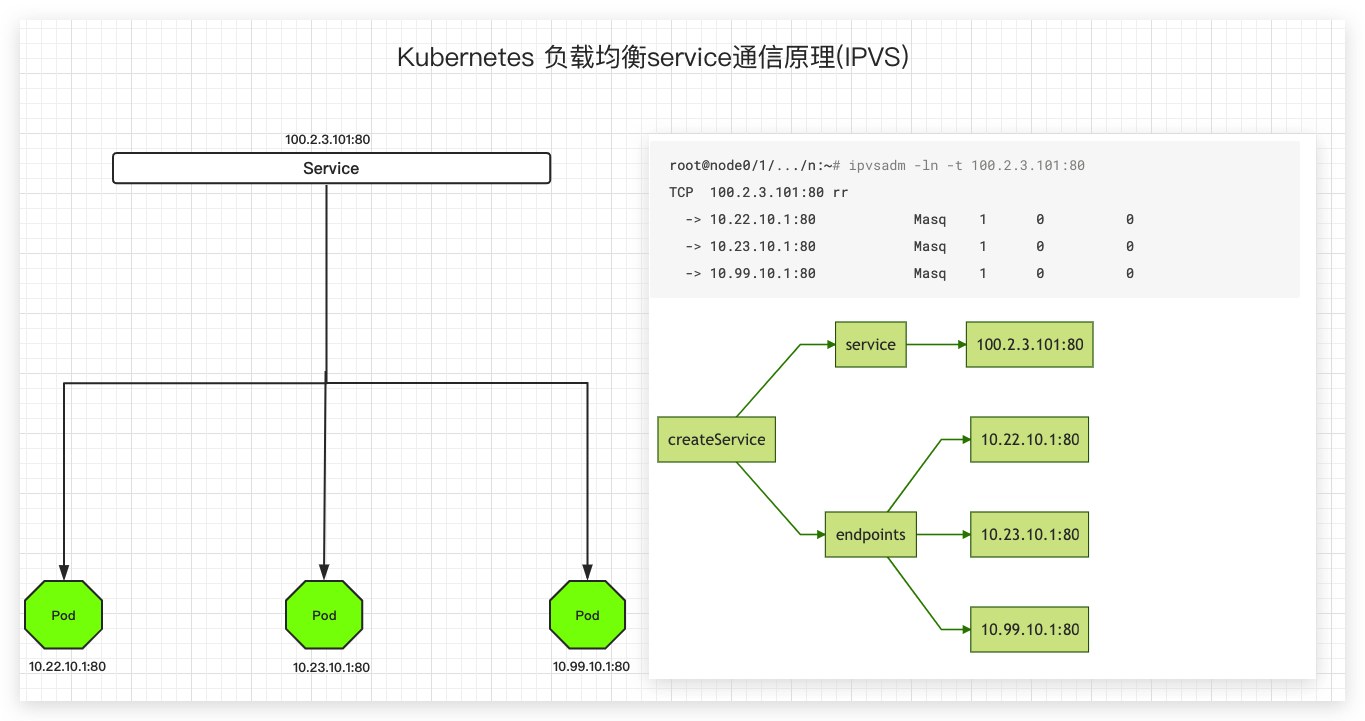 Kubernetes 负载均衡service通信原理(IPVS)
100.2.3.101:80
Service
Pod
Pod
Pod
10.22.10.1:80
10.23.10.1:80
10.99.10.1:80
root@node0/1/.../n:~# ipvsadm -ln -t 100.2.3.101:80
TCP  100.2.3.101:80 rr
  -> 10.22.10.1:80            Masq    1      0          0
  -> 10.23.10.1:80            Masq    1      0          0
  -> 10.99.10.1:80            Masq    1      0          0
service
100.2.3.101:80
createService
10.22.10.1:80
endpoints
10.23.10.1:80
10.99.10.1:80